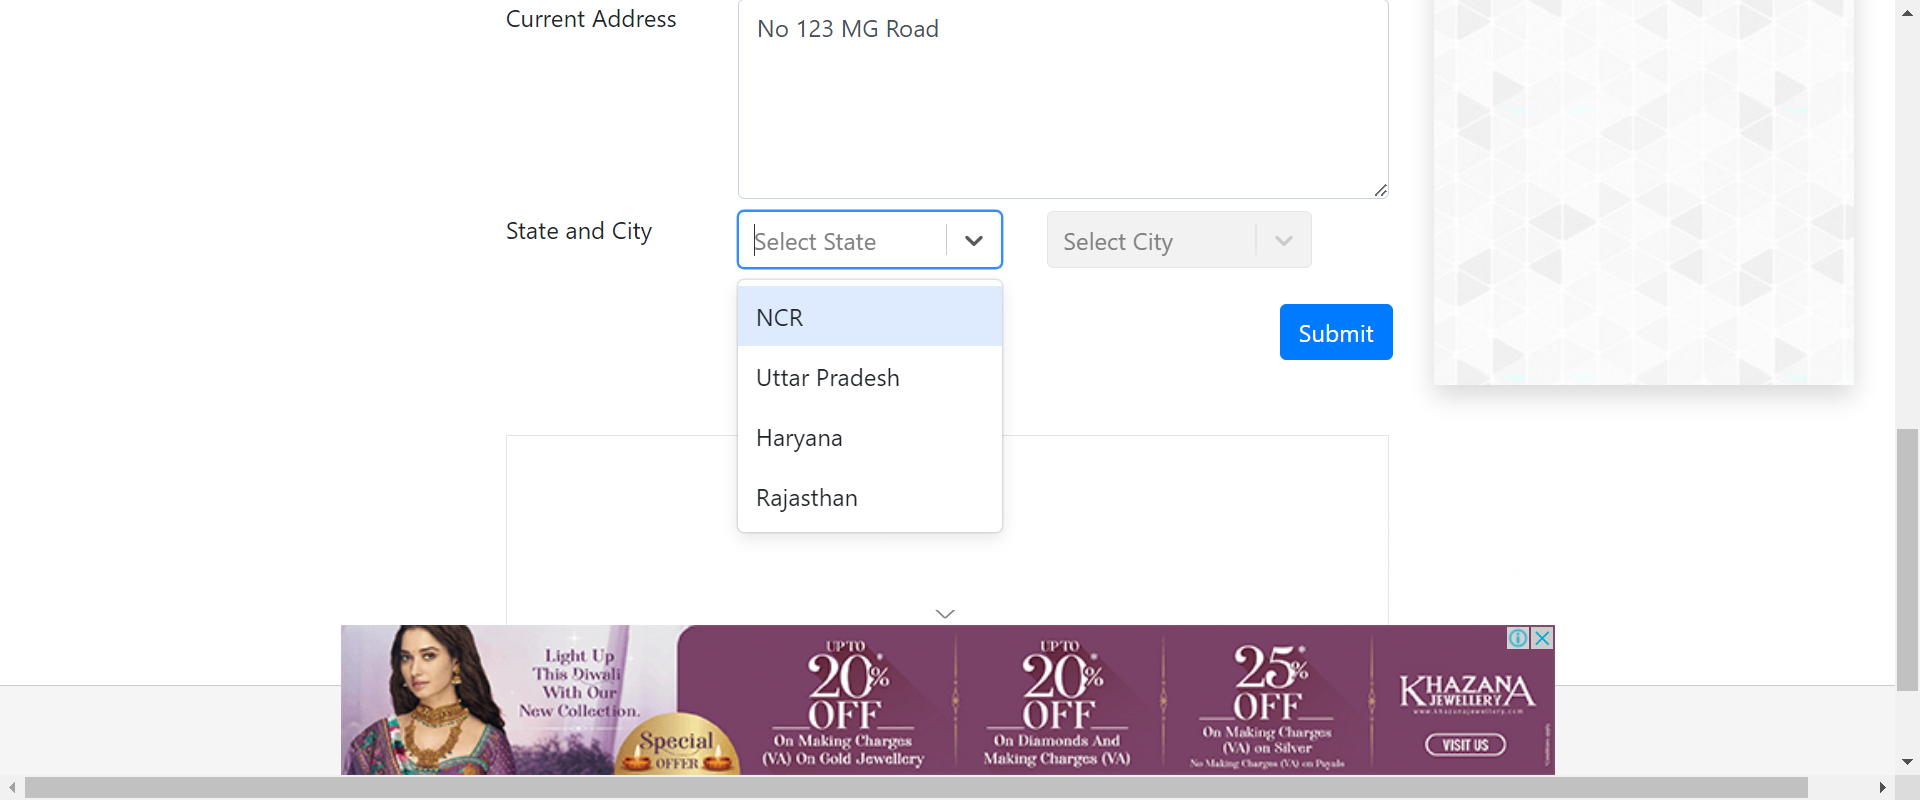 Current Address
No 123 MG Road
State and City
Select State
Select City
NCR
Uttar Pradesh
Haryana
Rajasthan
Submit
Light Up
This Diwali
With Our
New Collection.
Special
OFFER
UPTO
20%*
OFF
On Making Charges
(VA) On Gold Jewellery
UPTO
20%*
OFF
On Diamonds And
Making Charges (VA)
25%*
OFF
On Making Charges
(VA) on Silver
No Making Charges (VA) on Payals
KHAZANA
JEWELLERY
www.khazanajewellery.com
VISIT US